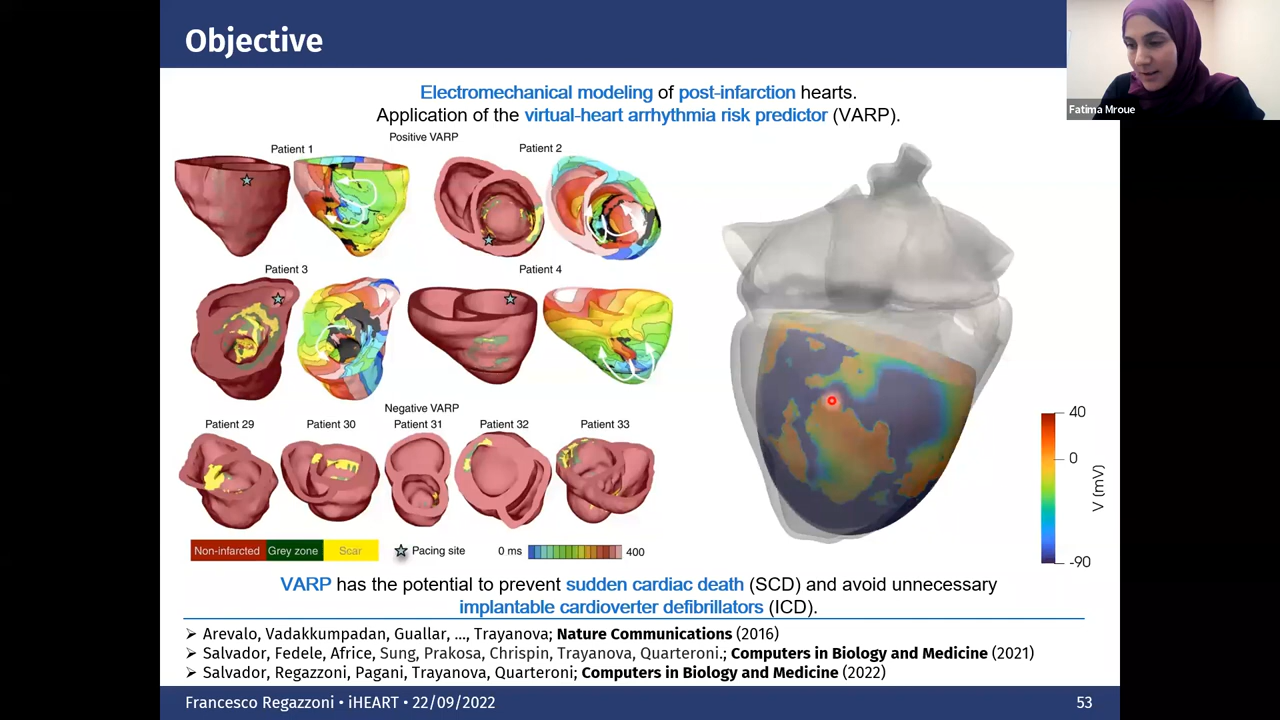 Objective
Fatima Mroue
Electromechanical modeling of post-infarction hearts.
Application of the virtual-heart arrhythmia risk predictor (VARP).
Positive VARP
Patient 1
Patient 2
Patient 3
Patient 4
Negative VARP
Patient 29
Patient 30
Patient 31
Patient 32
Patient 33
Non-infarcted Grey zone Scar
Pacing site
0 ms 400
40
0
-90
V (mV)
VARP has the potential to prevent sudden cardiac death (SCD) and avoid unnecessary
implantable cardioverter defibrillators (ICD).
➢ Arevalo, Vadakkumpadan, Guallar, ..., Trayanova; Nature Communications (2016)
➢ Salvador, Fedele, Africe, Sung, Prakosa, Chrispin, Trayanova, Quarteroni.; Computers in Biology and Medicine (2021)
➢ Salvador, Regazzoni, Pagani, Trayanova, Quarteroni; Computers in Biology and Medicine (2022)
Francesco Regazzoni • iHEART • 22/09/2022
53